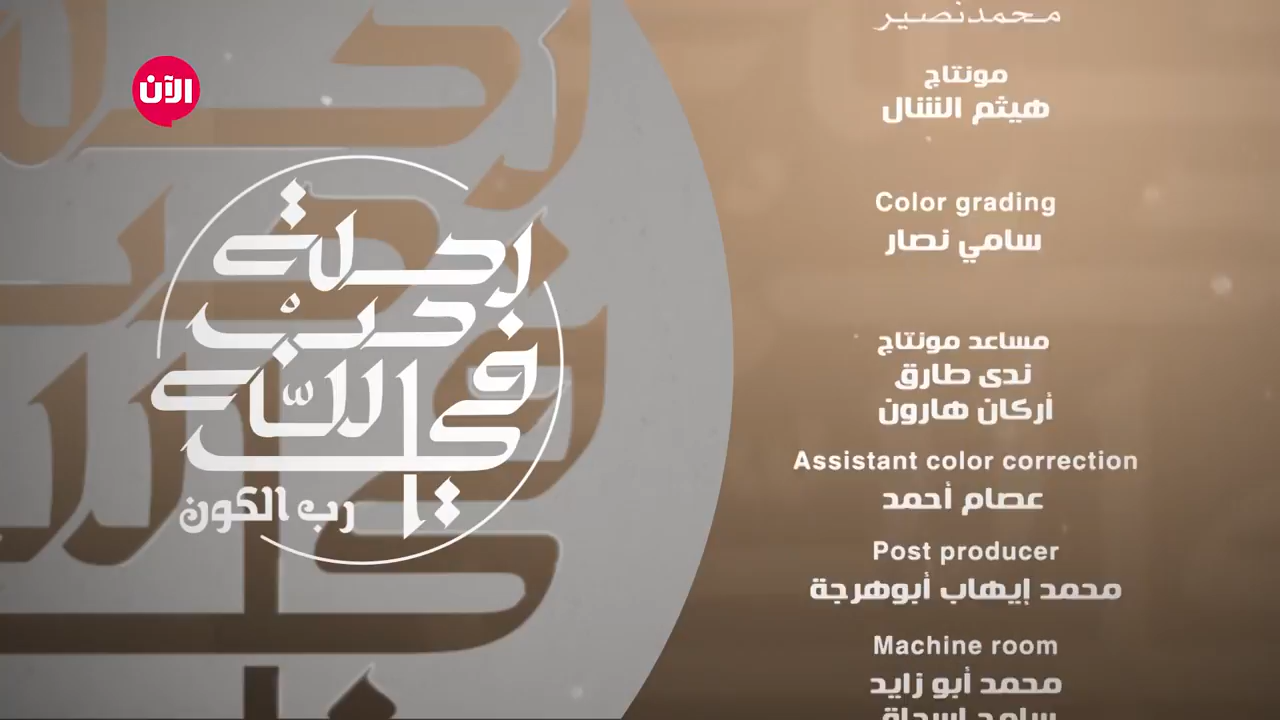 محمد نصير
الآن
مونتاج
هيثم الشال
Color grading
سامي نصار
رحلة
حب
في الله
رب الكون
مساعد مونتاج
ندى طارق
أركان هارون
Assistant color correction
عصام أحمد
Post producer
محمد إيهاب أبوهرجة
Machine room
محمد أبو زايد